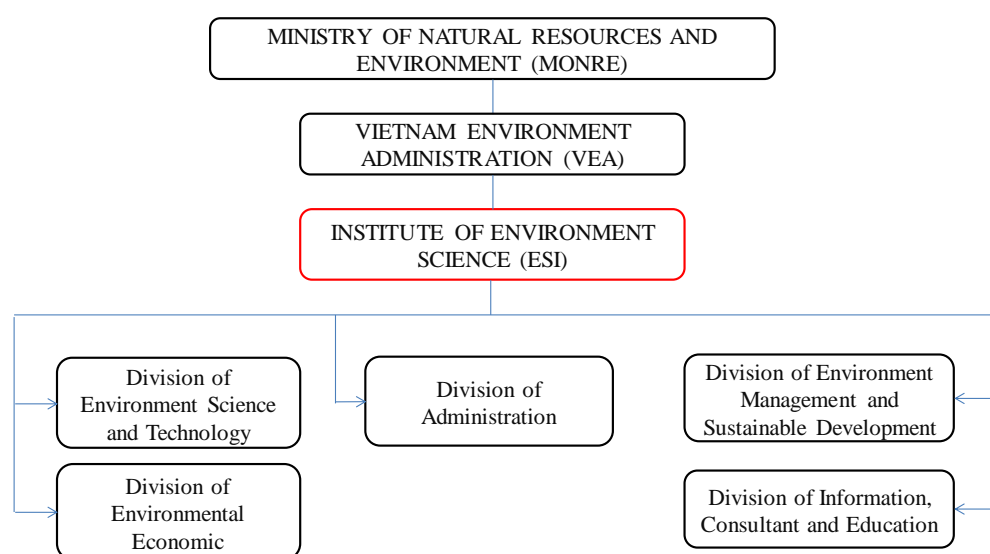 MINISTRY OF NATURAL RESOURCES AND
ENVIRONMENT (MONRE)
VIETNAM ENVIRONMENT
ADMINISTRATION (VEA)
INSTITUTE OF ENVIRONMENT
SCIENCE (ESI)
Division of
Environment Science
and Technology
Division of
Administration
Division of Environment
Management and
Sustainable Development
Division of
Environmental
Economic
Division of Information,
Consultant and Education